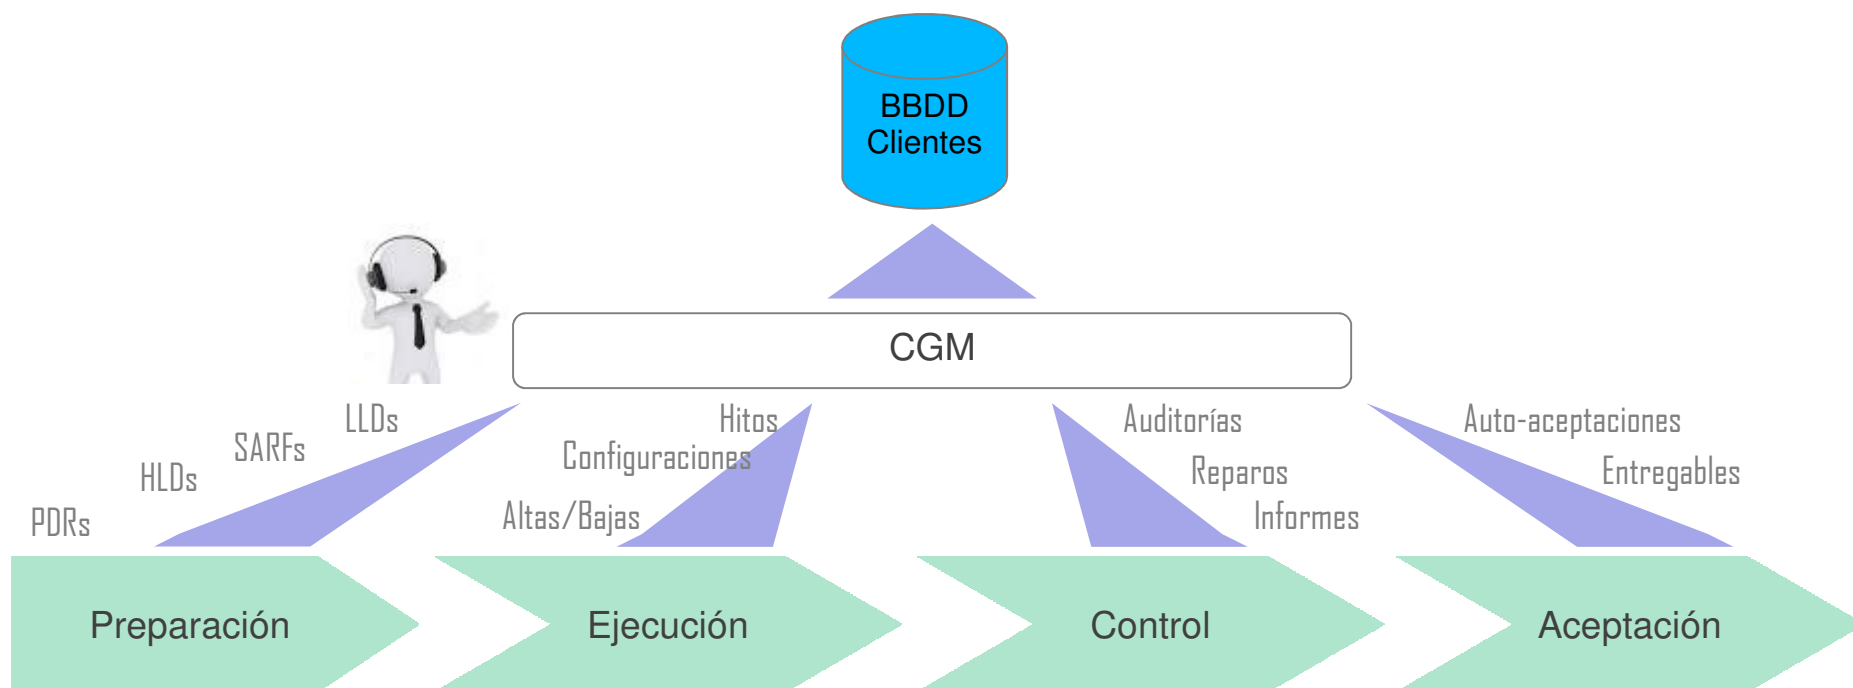 BBDD
Clientes
CGM
LLDs
SARFs
HLDs
PDRs
Hitos
Configuraciones
Altas/Bajas
Auditorías
Reparos
Informes
Auto-aceptaciones
Entregables
Preparación
Ejecución
Control
Aceptación